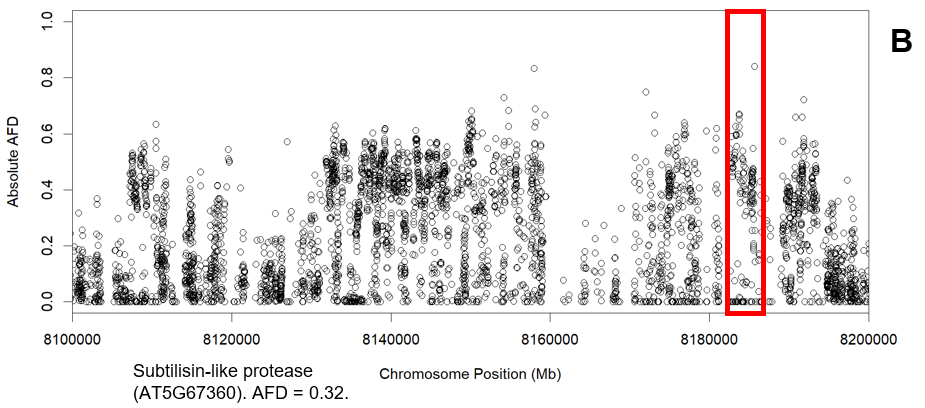 B
Absolute AFD
1.0
0.8
0.6
0.4
0.2
0.0
8100000 8120000 8140000 8160000 8180000 8200000
Chromosome Position (Mb)
Subtilisin-like protease
(AT5G67360). AFD = 0.32.